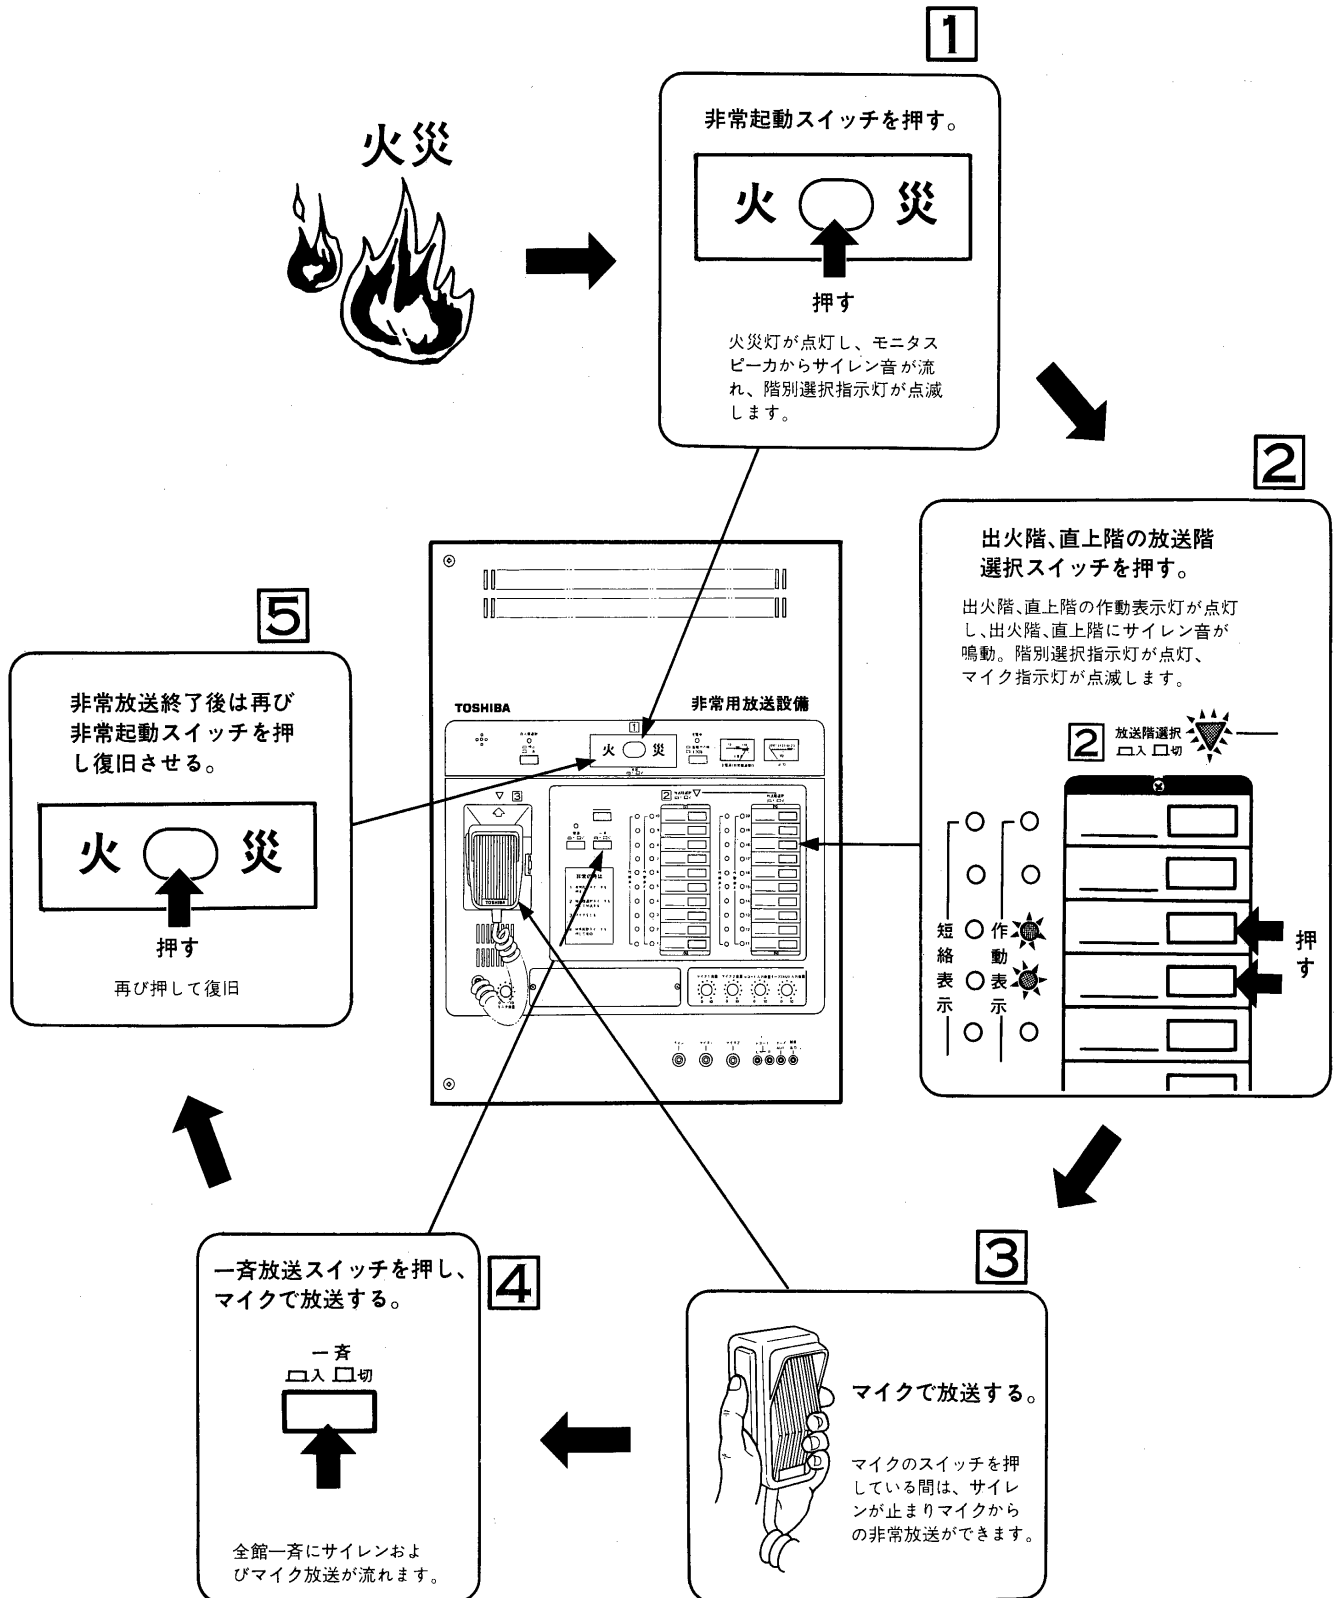 火災
1
非常起動スイッチを押す。
火 災
押す
火災灯が点灯し、モニタス
ピーカからサイレン音が流
れ、階別選択指示灯が点滅
します。
2
出火階、直上階の放送階
選択スイッチを押す。
出火階、直上階の作動表示灯が点灯
し、出火階、直上階にサイレン音が
鳴動。階別選択指示灯が点灯、
マイク指示灯が点滅します。
2 放送階選択
入 切
短絡表示
作動表示
押す
3
マイクで放送する。
マイクのスイッチを押
している間は、サイレ
ンが止まりマイクから
の非常放送ができます。
4
一斉放送スイッチを押し、
マイクで放送する。
一斉
入 切
全館一斉にサイレンおよ
びマイク放送が流れます。
5
非常放送終了後は再び
非常起動スイッチを押
し復旧させる。
火 災
押す
再び押して復旧
TOSHIBA
非常用放送設備
1
火 災
3
2
一斉
非常の時は
TOSHIBA